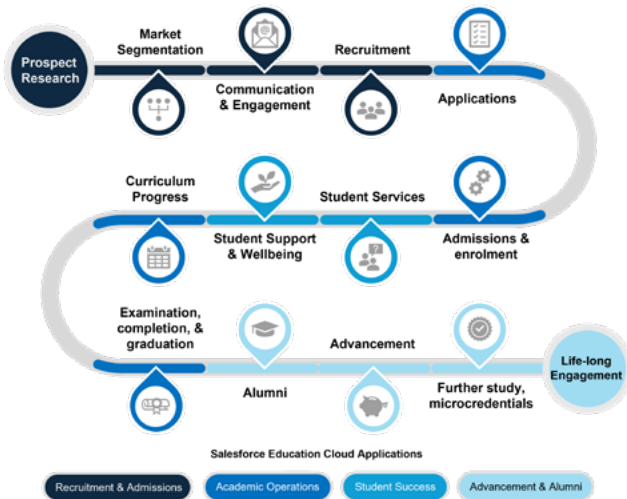 Prospect
Research
Market
Segmentation
Communication
& Engagement
Recruitment
Applications
Curriculum
Progress
Student Support
& Wellbeing
Student Services
Admissions &
enrolment
Examination,
completion, &
graduation
Alumni
Advancement
Further study,
microcredentials
Life-long
Engagement
Salesforce Education Cloud Applications
Recruitment & Admissions
Academic Operations
Student Success
Advancement & Alumni